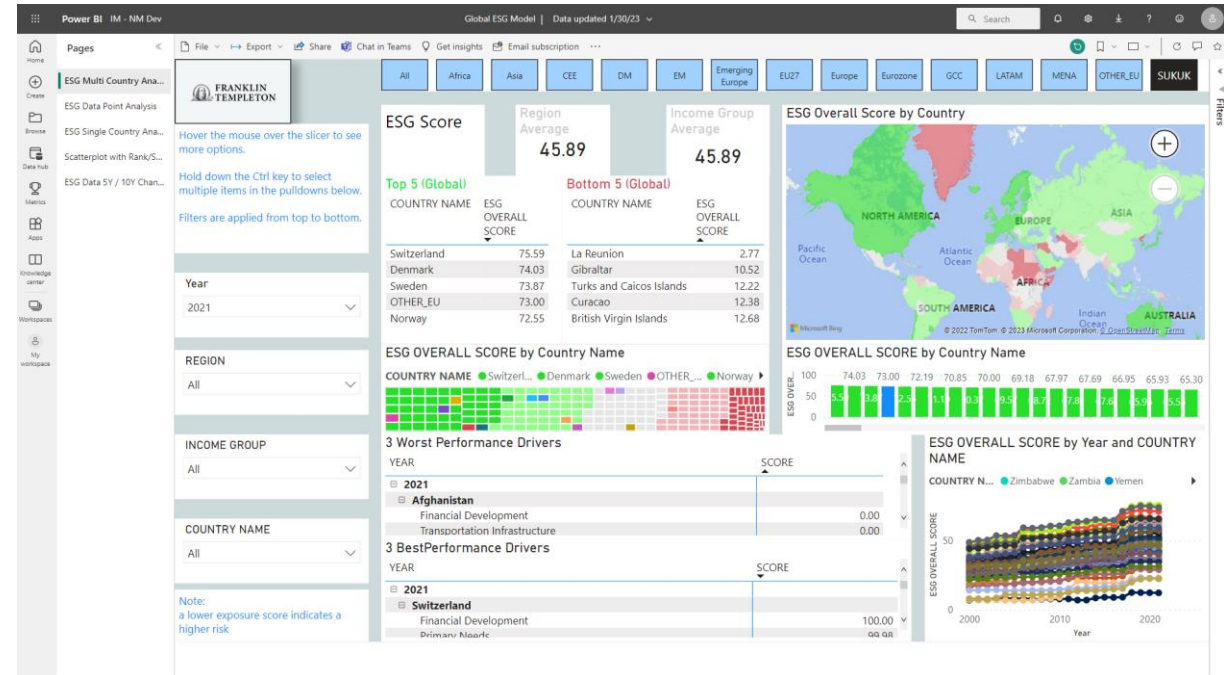 Power BI IM - NM Dev
Global ESG Model | Data updated 1/30/23
Search
Home
Create
Browse
Data hub
Metrics
Apps
Knowledge
center
Workspaces
My
workspace
Pages
ESG Multi Country Ana...
ESG Data Point Analysis
ESG Single Country Ana...
Scatterplot with Rank/S...
ESG Data 5Y / 10Y Chan...
File Export Share Chat in Teams Get insights Email subscription ...
Filters
FRANKLIN
TEMPLETON
All Africa Asia CEE DM EM Emerging Europe EU27 Europe Eurozone GCC LATAM MENA OTHER_EU SUKUK
Hover the mouse over the slicer to see
more options.
Hold down the Ctrl key to select
multiple items in the pulldowns below.
Filters are applied from top to bottom.
Year
2021
REGION
All
INCOME GROUP
All
COUNTRY NAME
All
Note:
a lower exposure score indicates a
higher risk
ESG Score
Region
Average
45.89
Income Group
Average
45.89
Top 5 (Global)
COUNTRY NAME ESG
OVERALL
SCORE
Switzerland 75.59
Denmark 74.03
Sweden 73.87
OTHER_EU 73.00
Norway 72.55
Bottom 5 (Global)
COUNTRY NAME ESG
OVERALL
SCORE
La Reunion 2.77
Gibraltar 10.52
Turks and Caicos Islands 12.22
Curacao 12.38
British Virgin Islands 12.68
ESG Overall Score by Country
NORTH AMERICA
EUROPE
ASIA
Pacific
Ocean
Atlantic
Ocean
AFRICA
SOUTH AMERICA
Indian
Ocean
AUSTRALIA
Microsoft Bing
© 2022 TomTom, © 2023 Microsoft Corporation, © OpenStreetMap Terms
ESG OVERALL SCORE by Country Name
COUNTRY NAME Switzerl... Denmark Sweden OTHER_... Norway
ESG OVERALL SCORE by Country Name
ESG OVER...
100
50
0
74.03 73.00 72.19 70.85 70.00 69.18 67.97 67.69 66.95 65.93 65.30
3 Worst Performance Drivers
YEAR SCORE
2021
Afghanistan
Financial Development 0.00
Transportation Infrastructure 0.00
3 BestPerformance Drivers
YEAR SCORE
2021
Switzerland
Financial Development 100.00
Primary Needs 99.98
ESG OVERALL SCORE by Year and COUNTRY
NAME
COUNTRY N... Zimbabwe Zambia Yemen
ESG OVERALL SCORE
50
0
2000 2010 2020
Year